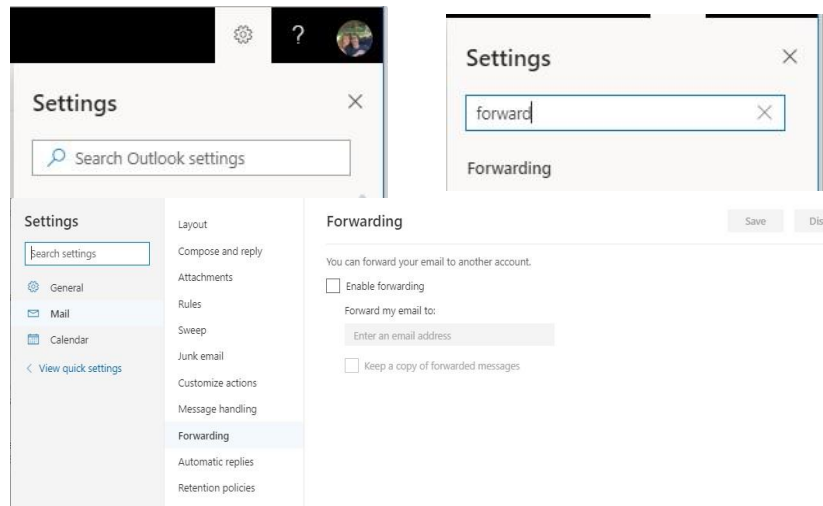 ?
Settings
Search Outlook settings
Settings
forward
Forwarding
Settings
Search settings
General
Mail
Calendar
View quick settings
Layout
Compose and reply
Attachments
Rules
Sweep
Junk email
Customize actions
Message handling
Forwarding
Automatic replies
Retention policies
Forwarding
Save
Dis
You can forward your email to another account.
Enable forwarding
Forward my email to:
Enter an email address
Keep a copy of forwarded messages